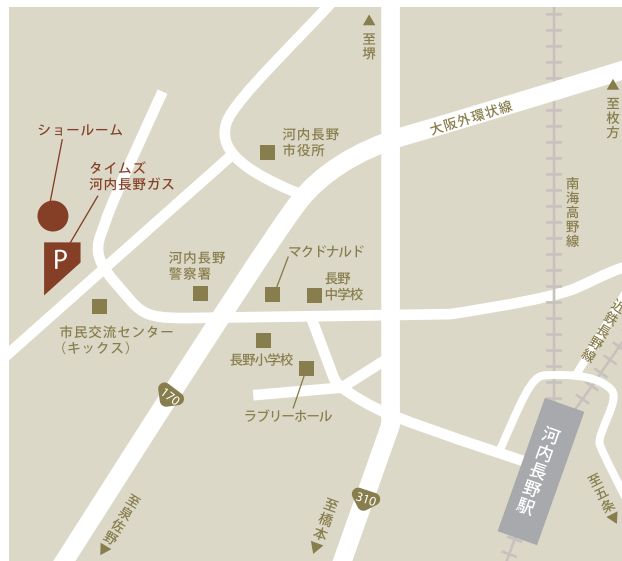 ▲
至堺
▲
至枚方
大阪外環状線
ショールーム
河内長野
市役所
タイムズ
河内長野ガス
南海高野線
P
河内長野
警察署
マクドナルド
長野
中学校
市民交流センター
(キックス)
長野小学校
近鉄長野線
170
ラブリーホール
河内長野駅
310
至泉佐野
▼
至橋本
▼
至五条
▼